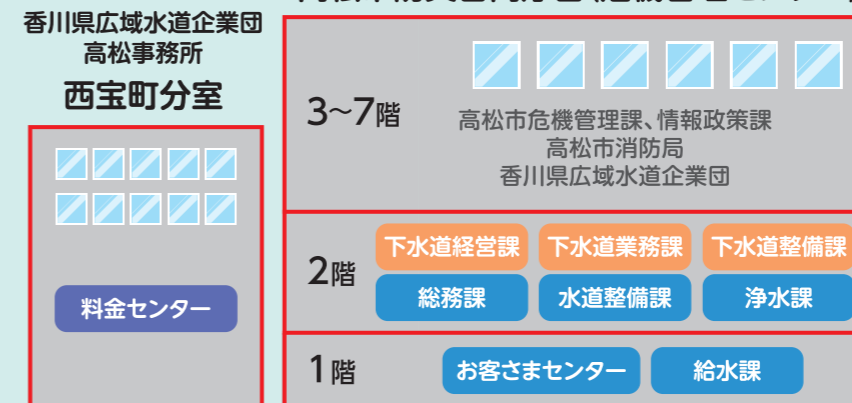 香川県広域水道企業団
高松事務所
西宝町分室
料金センター
3~7階
高松市危機管理課、情報政策課
高松市消防局
香川県広域水道企業団
2階
下水道経営課 下水道業務課 下水道整備課
総務課 水道整備課 浄水課
1階
お客さまセンター 給水課